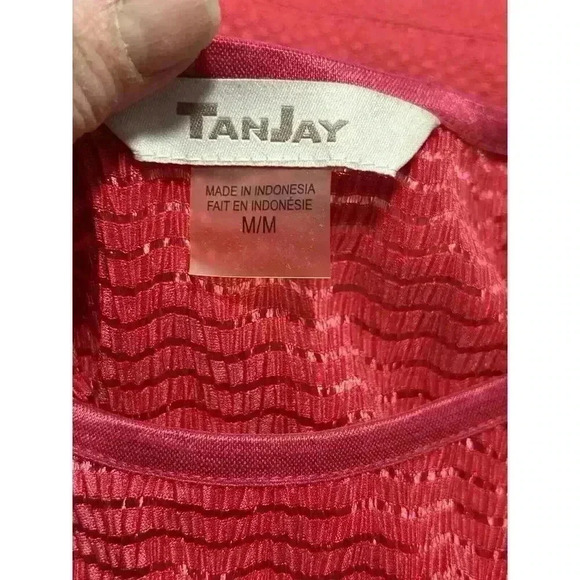 TANJAY
MADE IN INDONESIA
FAIT EN INDONÉSIE
M/M